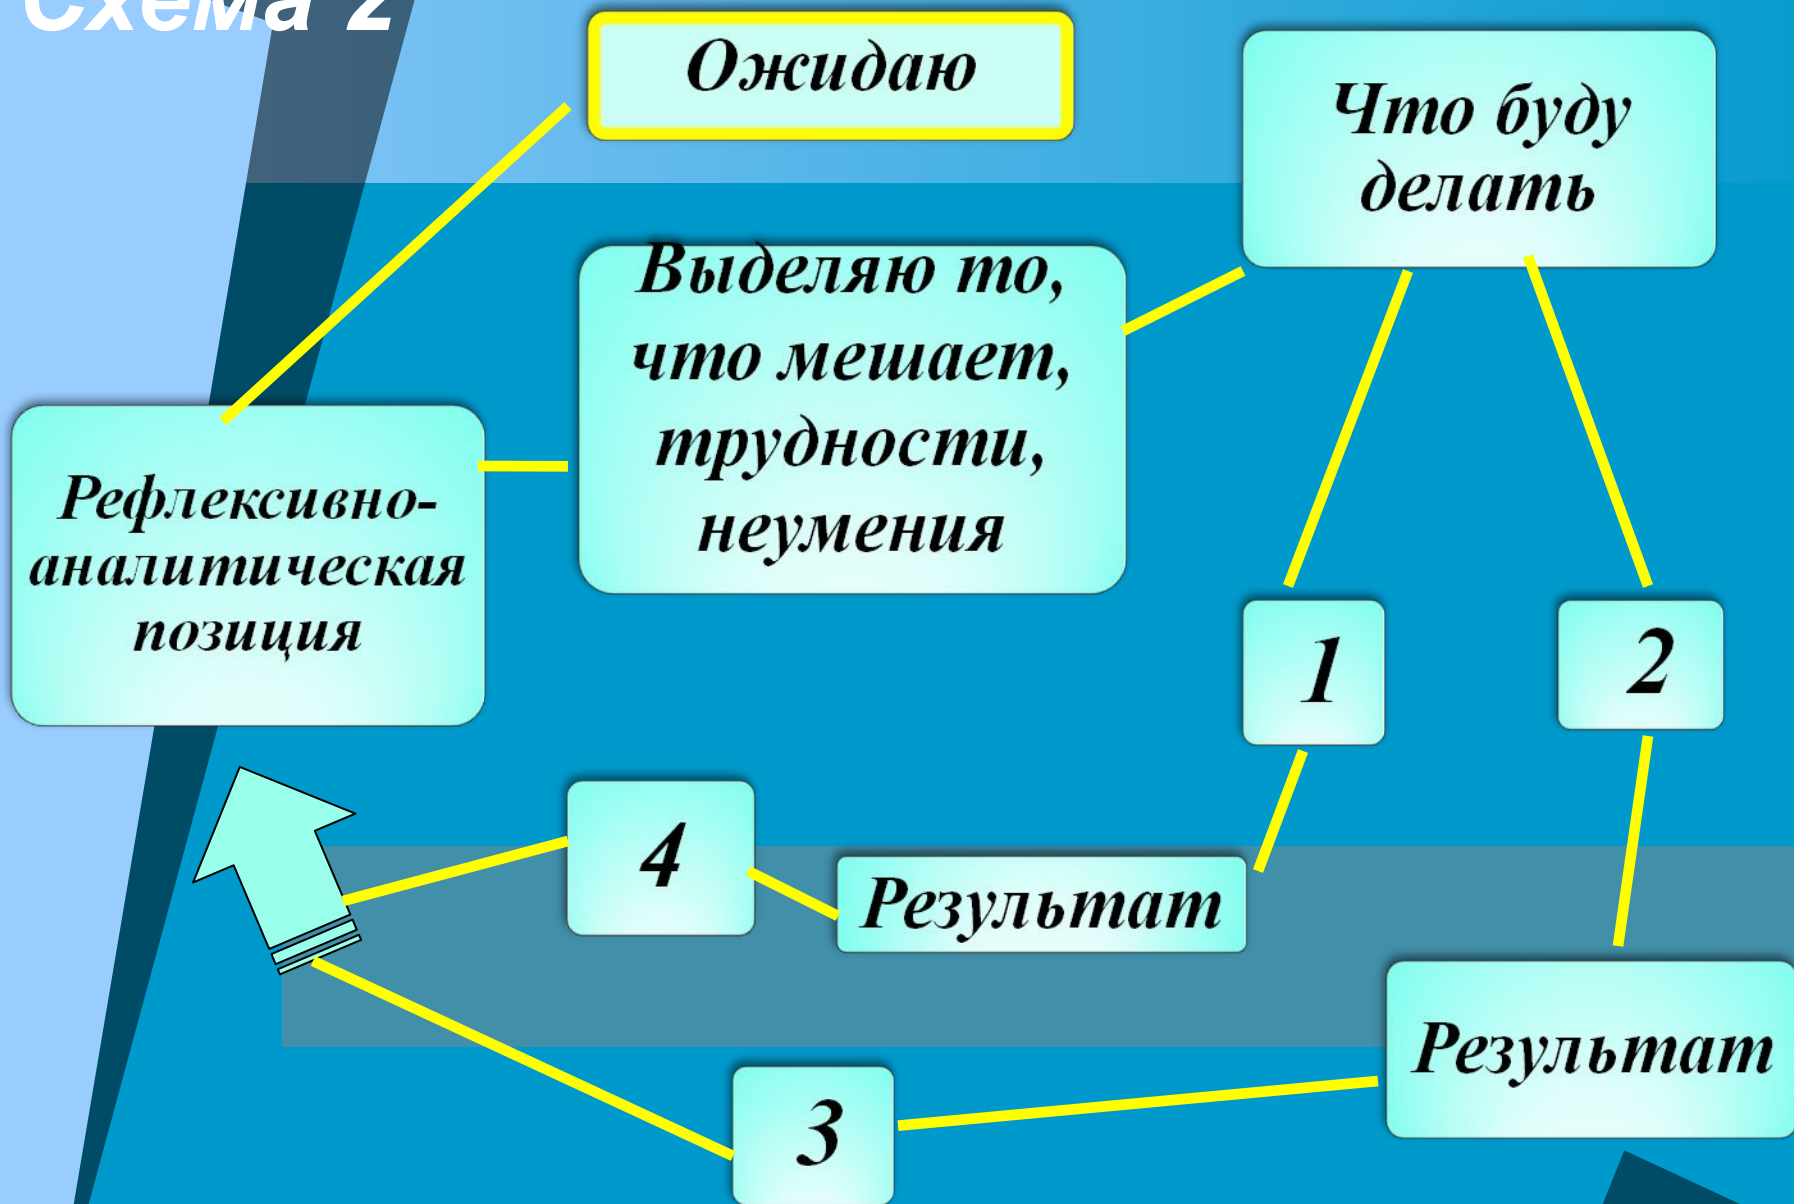 Схема 2
Ожидаю
Что буду
делать
Выделяю то,
что мешает,
трудности,
неумения
Рефлексивно-
аналитическая
позиция
1
2
4
Результат
Результат
3